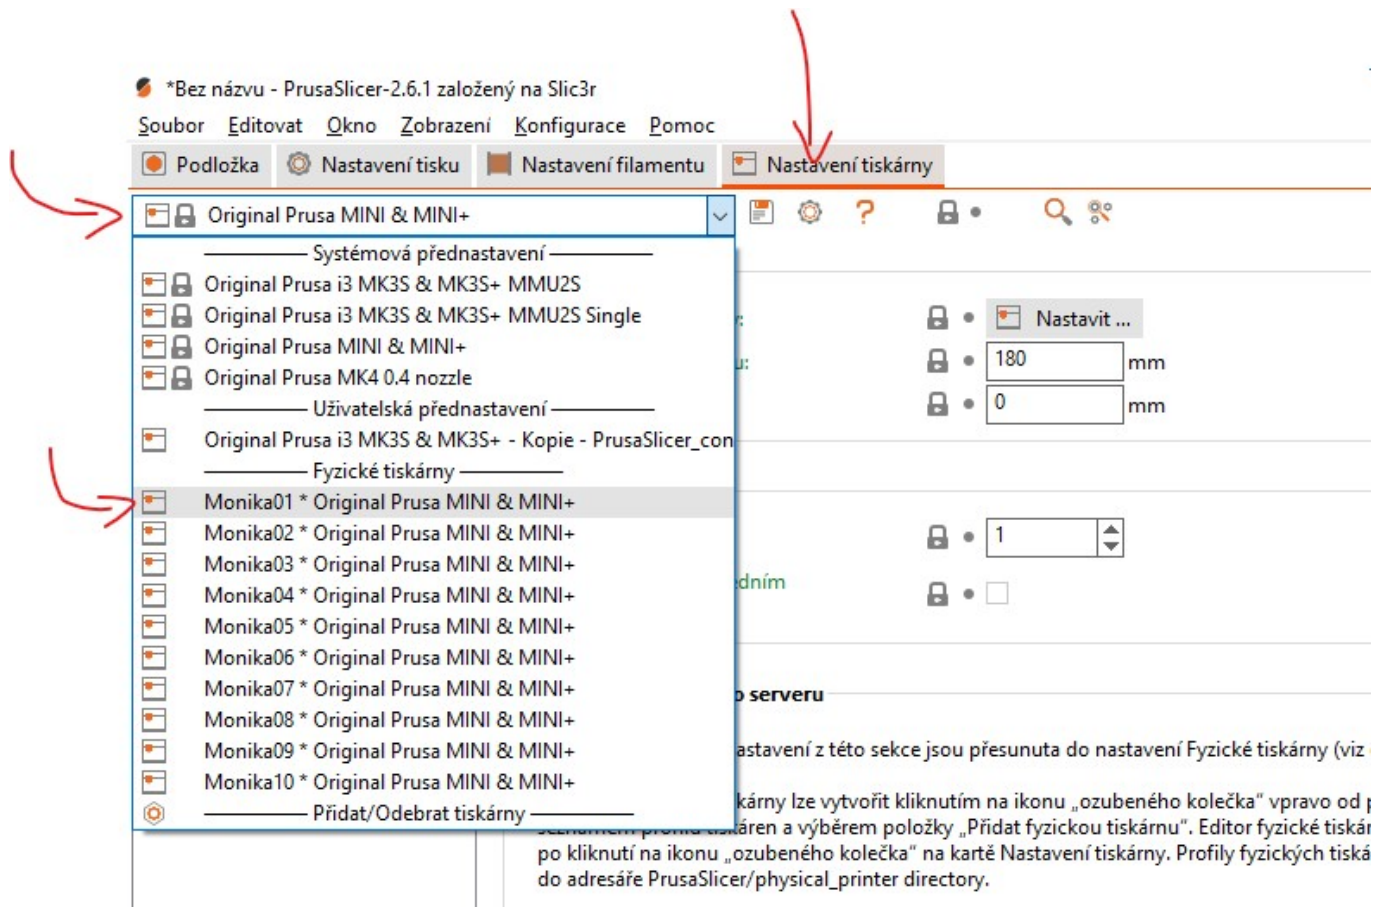 *Bez názvu - PrusaSlicer-2.6.1 založený na Slic3r
Soubor Editovat Okno Zobrazení Konfigurace Pomoc
Podložka Nastavení tisku Nastavení filamentu Nastavení tiskárny
Original Prusa MINI & MINI+
Systémová přednastavení
Original Prusa i3 MK3S & MK3S+ MMU2S
Original Prusa i3 MK3S & MK3S+ MMU2S Single
Original Prusa MINI & MINI+
Original Prusa MK4 0.4 nozzle
Uživatelská přednastavení
Original Prusa i3 MK3S & MK3S+ - Kopie - PrusaSlicer_con
Fyzické tiskárny
Monika01 * Original Prusa MINI & MINI+
Monika02 * Original Prusa MINI & MINI+
Monika03 * Original Prusa MINI & MINI+
Monika04 * Original Prusa MINI & MINI+
Monika05 * Original Prusa MINI & MINI+
Monika06 * Original Prusa MINI & MINI+
Monika07 * Original Prusa MINI & MINI+
Monika08 * Original Prusa MINI & MINI+
Monika09 * Original Prusa MINI & MINI+
Monika10 * Original Prusa MINI & MINI+
Přidat/Odebrat tiskárny
Nastavit ...
180 mm
0 mm
1
edním
serveru
astavení z této sekce jsou přesunuta do nastavení Fyzické tiskárny (viz
kárny lze vytvořit kliknutím na ikonu „ozubeného kolečka“ vpravo od
áren a výběrem položky „Přidat fyzickou tiskárnu“. Editor fyzické tiskár
po kliknutí na ikonu „ozubeného kolečka“ na kartě Nastavení tiskárny. Profily fyzických tiská
do adresáře PrusaSlicer/physical_printer directory.